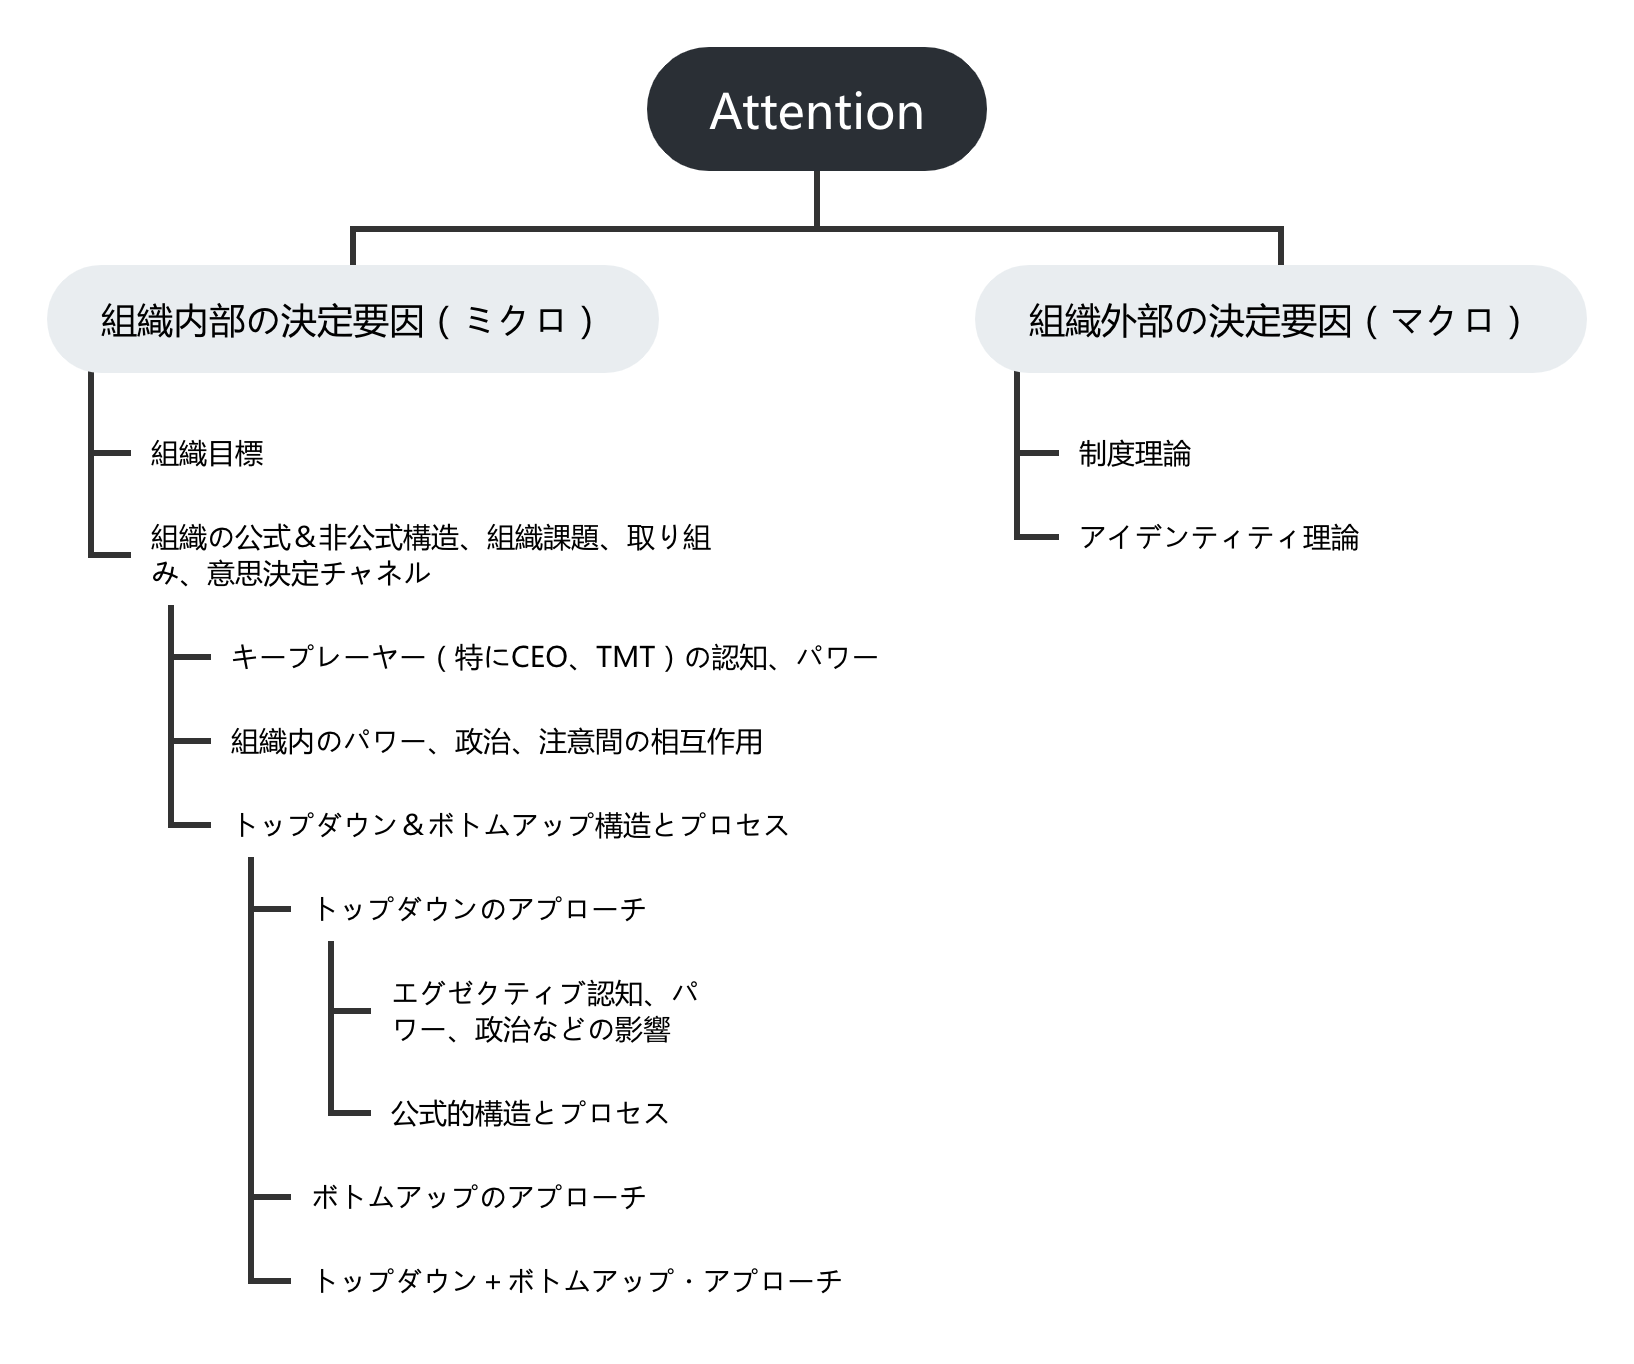 Attention
組織内部の決定要因（ミクロ）
組織目標
組織の公式＆非公式構造、組織課題、取り組
み、意思決定チャネル
キープレーヤー（特にCEO、TMT）の認知、パワー
組織内のパワー、政治、注意間の相互作用
トップダウン＆ボトムアップ構造とプロセス
トップダウンのアプローチ
エグゼクティブ認知、パ
ワー、政治などの影響
公式的構造とプロセス
ボトムアップのアプローチ
トップダウン＋ボトムアップ・アプローチ
組織外部の決定要因（マクロ）
制度理論
アイデンティティ理論